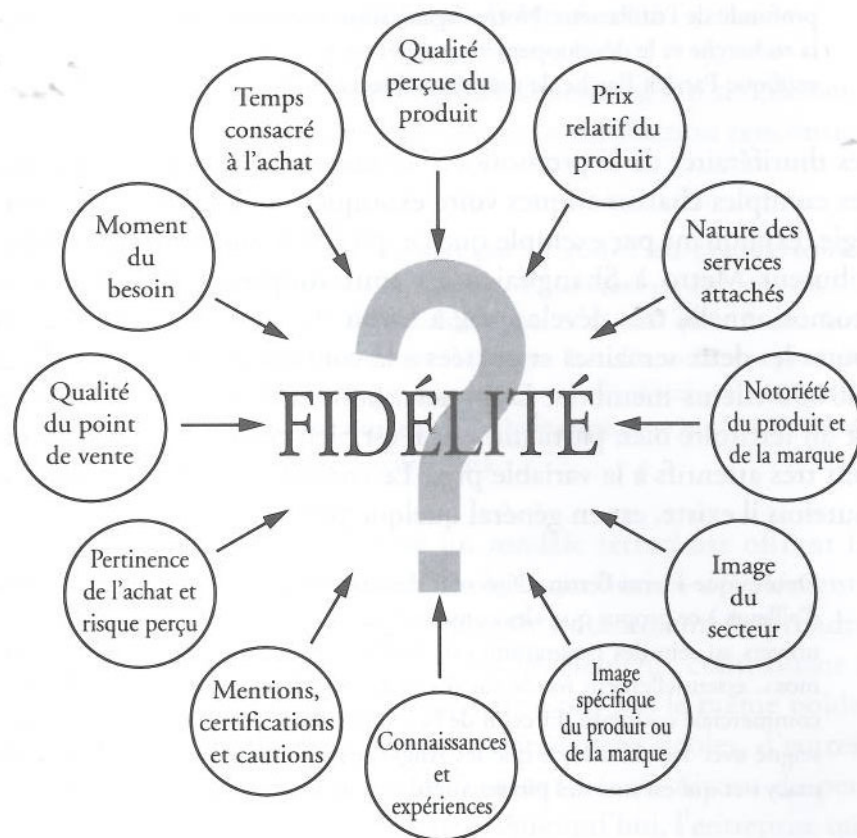 Qualité
perçue du
produit
Prix
relatif du
produit
Nature des
services
attachés
Notoriété
du produit et
de la marque
Image
du
secteur
Image
spécifique
du produit ou
de la marque
Connaissances
et
expériences
Mentions,
certifications
et cautions
Pertinence
de l'achat et
risque perçu
Qualité
du point
de vente
Moment
du
besoin
Temps
consacré
à l'achat
?
FIDÉLITÉ